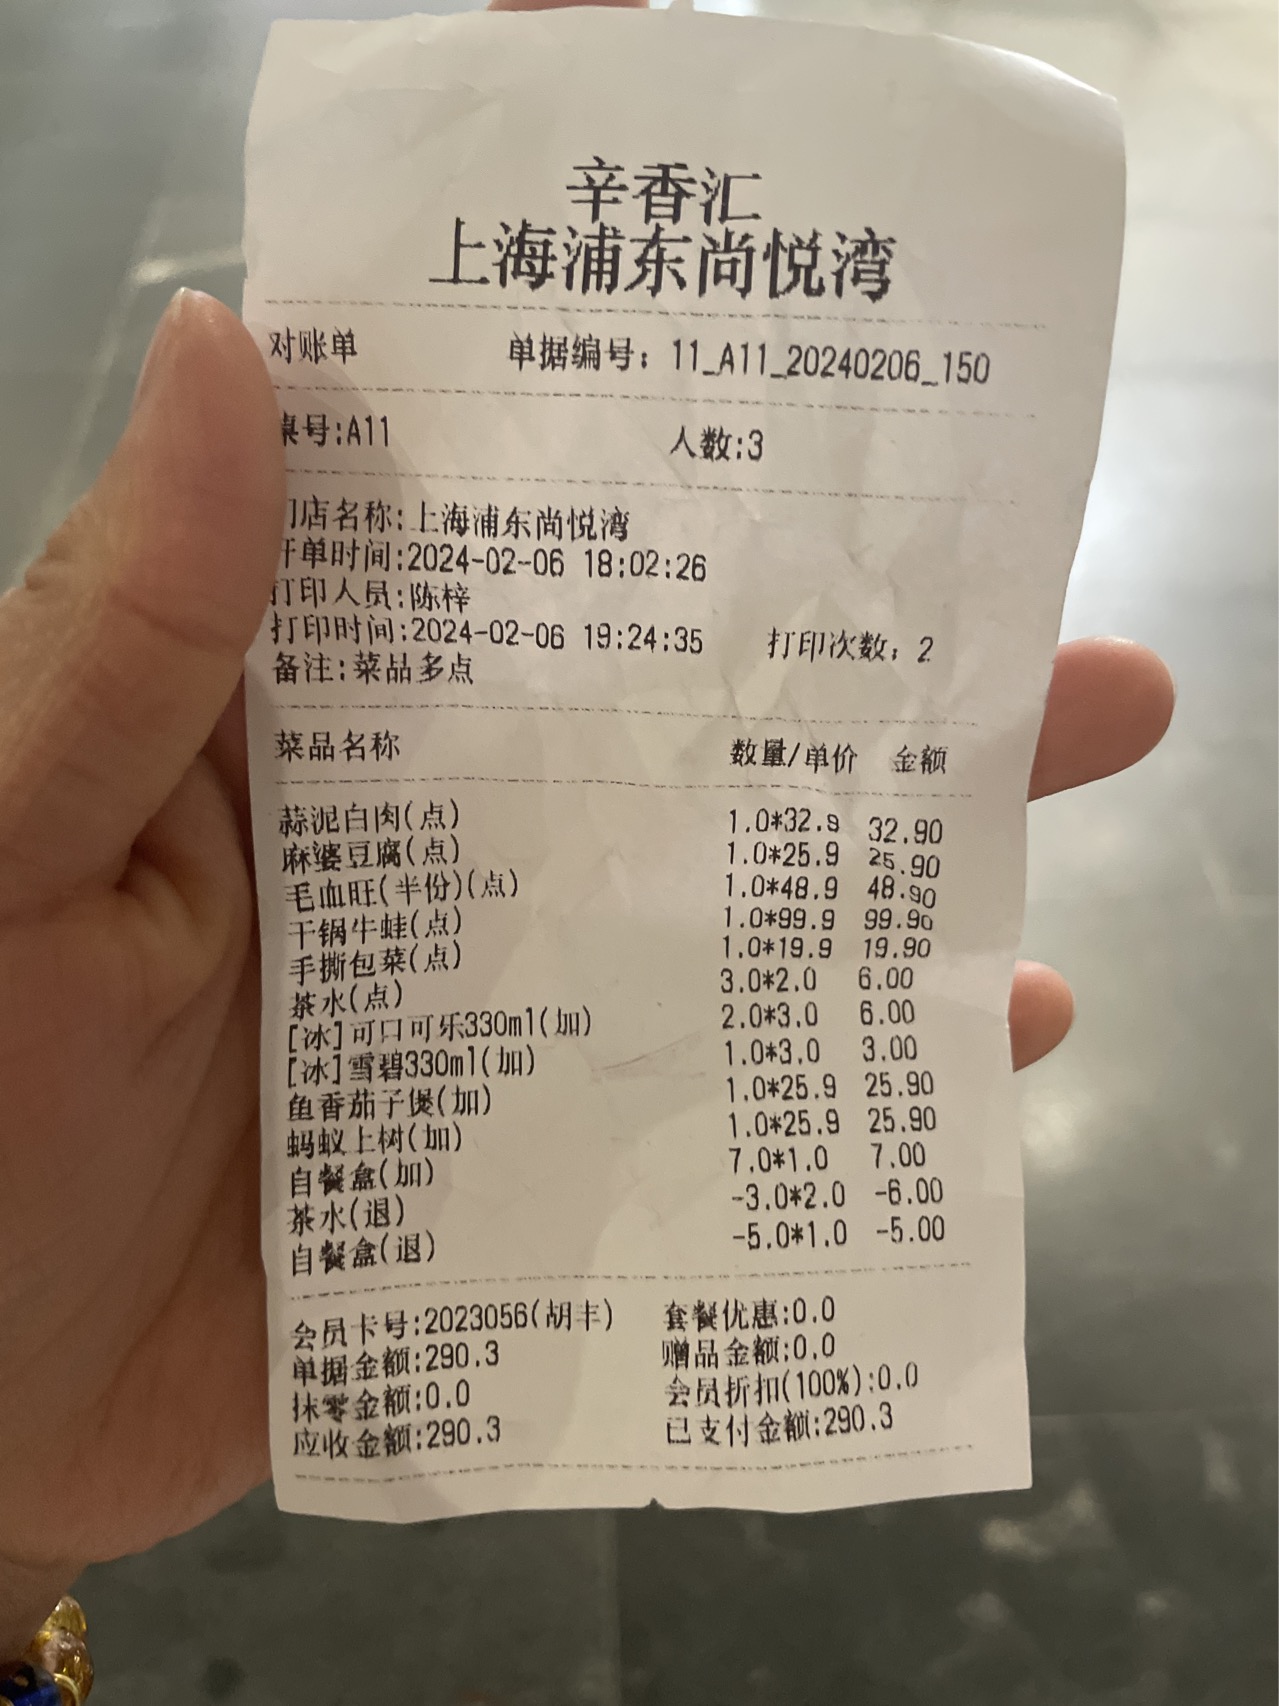 辛香汇
上海浦东尚悦湾
对账单 单据编号：11_A11_20240206_150
桌号:A11 人数:3
门店名称:上海浦东尚悦湾
开单时间:2024-02-06 18:02:26
打印人员:陈梓
打印时间:2024-02-06 19:24:35 打印次数：2
备注:菜品多点
菜品名称 数量/单价 金额
蒜泥白肉(点) 1.0*32.9 32.90
麻婆豆腐(点) 1.0*25.9 25.90
毛血旺(半份)(点) 1.0*48.9 48.90
干锅牛蛙(点) 1.0*99.9 99.90
手撕包菜(点) 1.0*19.9 19.90
茶水(点) 3.0*2.0 6.00
[冰]可口可乐330ml(加) 2.0*3.0 6.00
[冰]雪碧330ml(加) 1.0*3.0 3.00
鱼香茄子煲(加) 1.0*25.9 25.90
蚂蚁上树(加) 1.0*25.9 25.90
自餐盒(加) 7.0*1.0 7.00
茶水(退) -3.0*2.0 -6.00
自餐盒(退) -5.0*1.0 -5.00
会员卡号:2023056(胡丰) 套餐优惠:0.0
单据金额:290.3 赠品金额:0.0
抹零金额:0.0 会员折扣(100%):0.0
应收金额:290.3 已支付金额:290.3